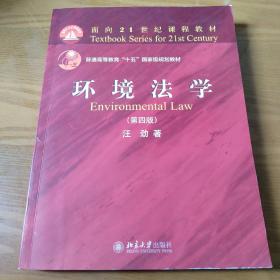 面向21世纪课程教材
Textbook Series for 21st Century
普通高等教育“十五”国家级规划教材
环境法学
Environmental Law
(第四版)
汪劲 著
北京大学出版社